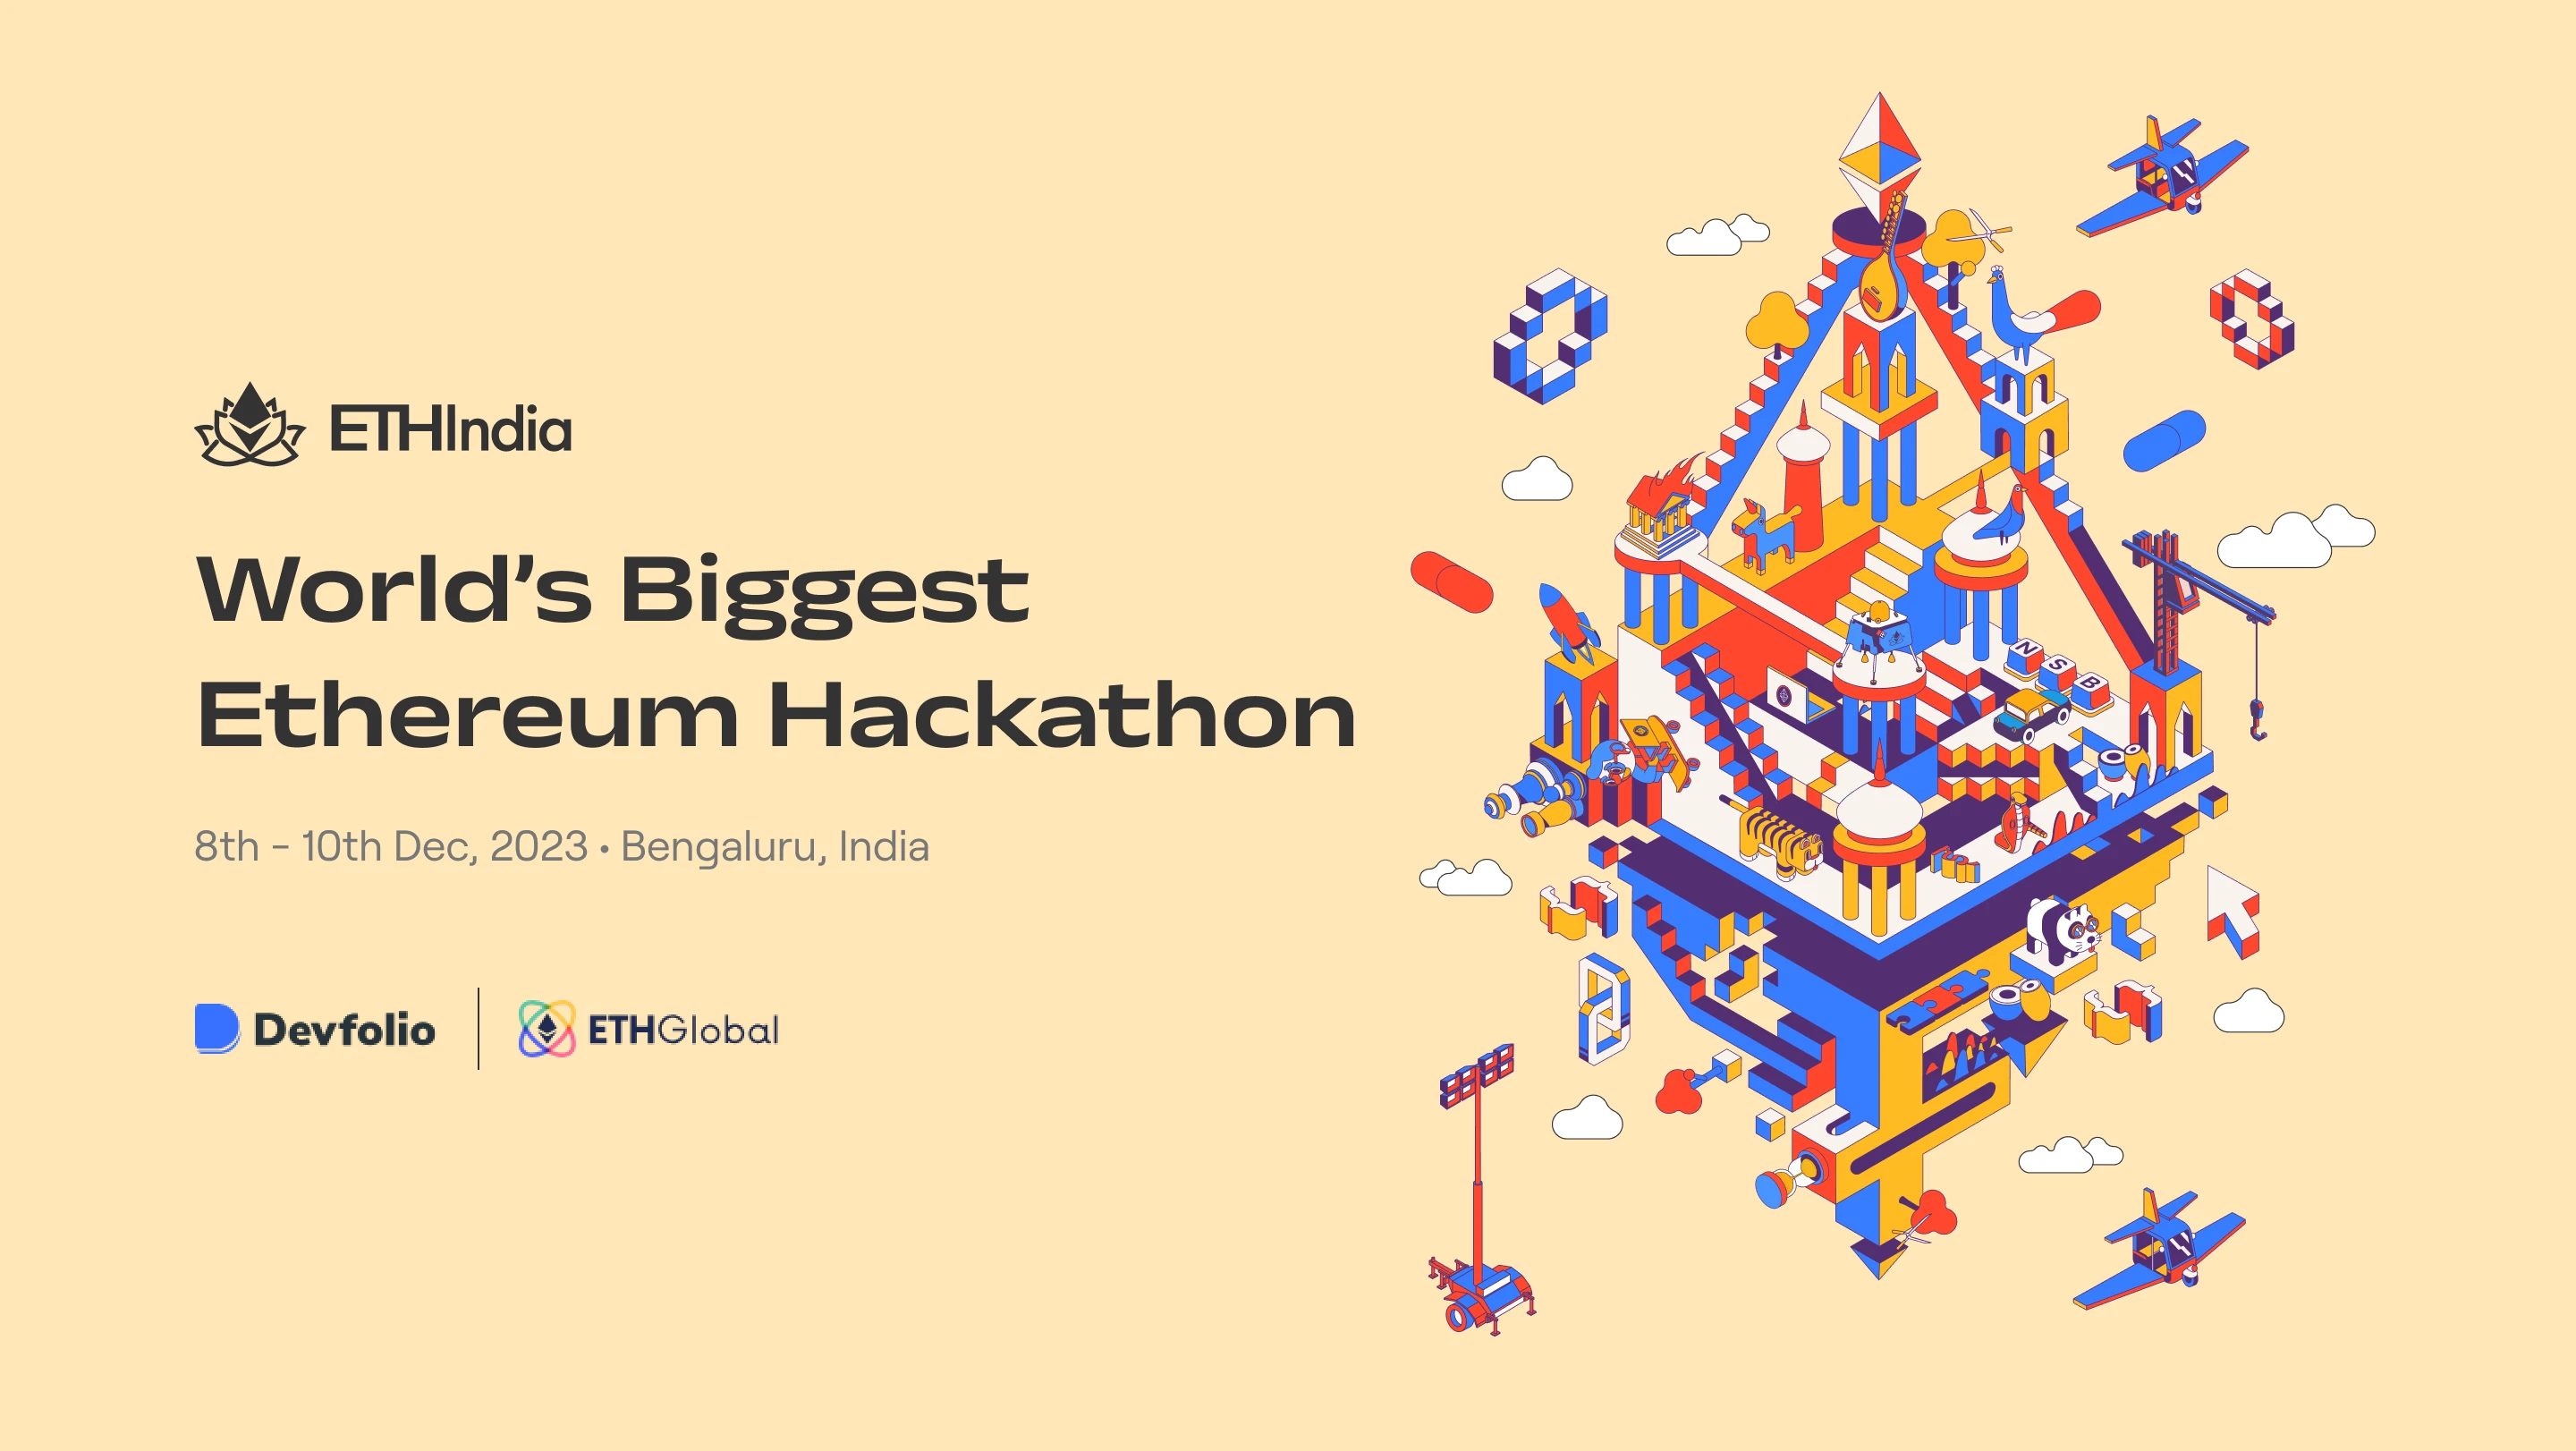 ETHIndia
World's Biggest
Ethereum Hackathon
8th - 10th Dec, 2023 • Bengaluru, India
Devfolio
ETHGlobal
N
S
B